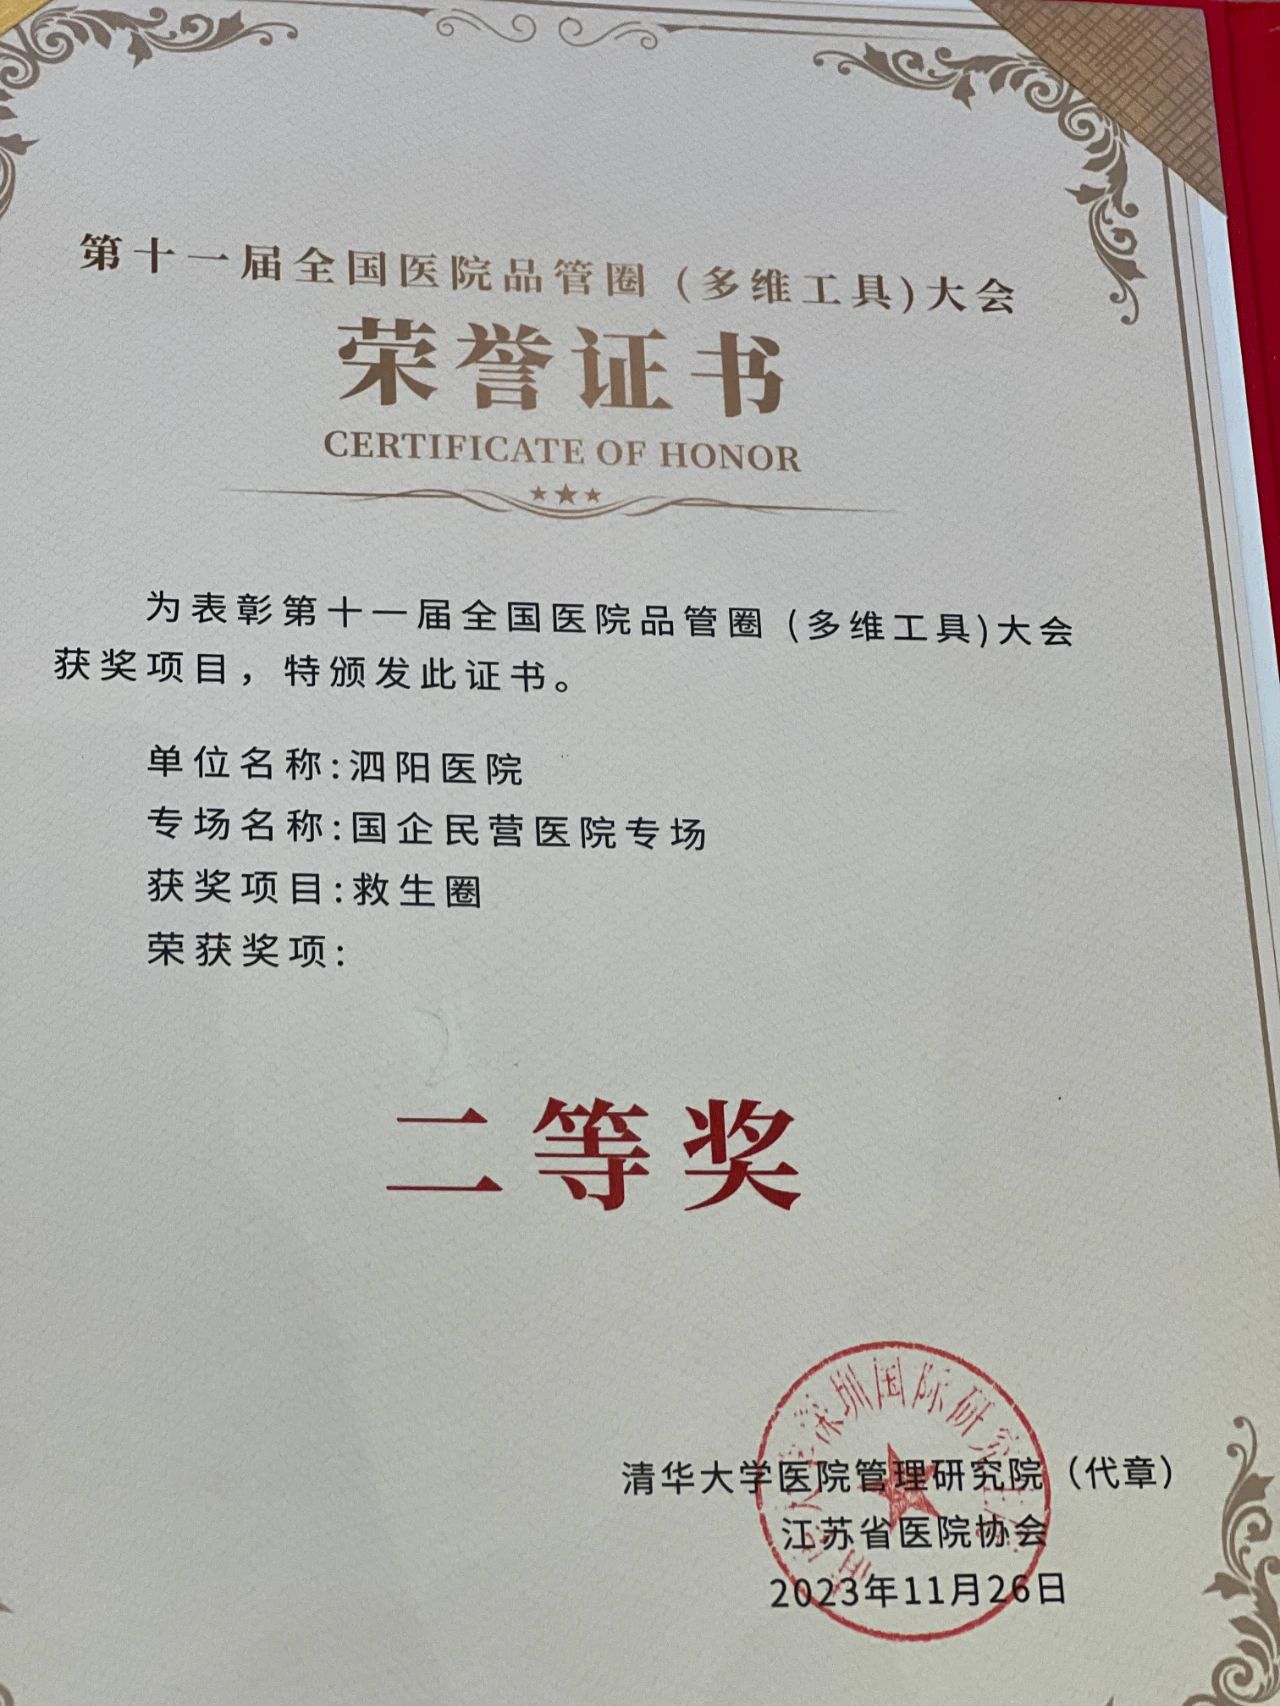 第十一届全国医院品管圈（多维工具）大会
荣誉证书
CERTIFICATE OF HONOR
为表彰第十一届全国医院品管圈（多维工具）大会
获奖项目，特颁发此证书。
单位名称:泗阳医院
专场名称:国企民营医院专场
获奖项目:救生圈
荣获奖项:
二等奖
深圳国际研究
清华大学医院管理研究院（代章）
江苏省医院协会
2023年11月26日